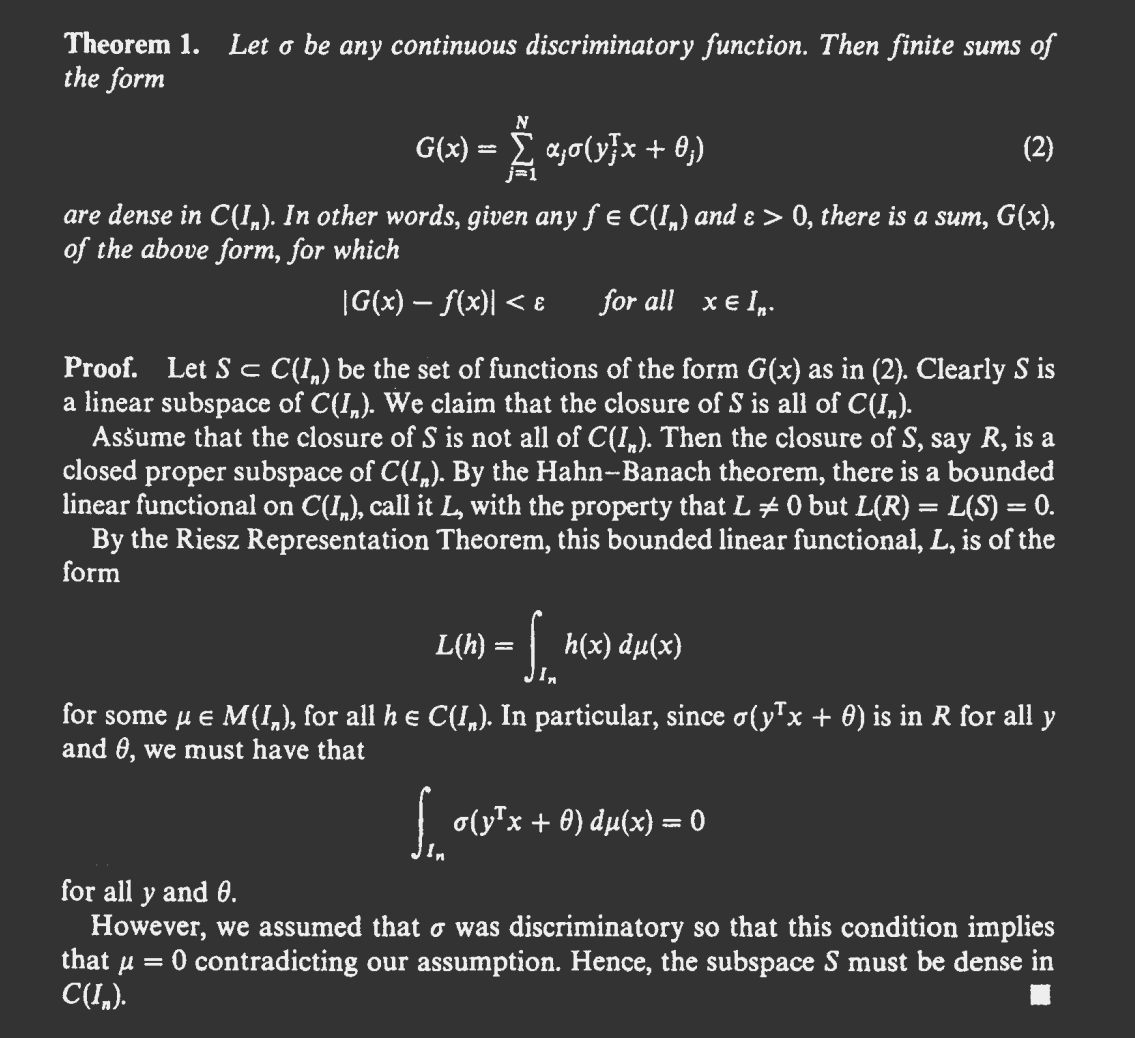 Theorem 1. Let σ be any continuous discriminatory function. Then finite sums of
the form
G(x) = ∑_{j=1}^{N} α_jσ(y_j^T x + θ_j) (2)
are dense in C(I_n). In other words, given any f ∈ C(I_n) and ε > 0, there is a sum, G(x),
of the above form, for which
|G(x) − f(x)| < ε for all x ∈ I_n.
Proof. Let S ⊂ C(I_n) be the set of functions of the form G(x) as in (2). Clearly S is
a linear subspace of C(I_n). We claim that the closure of S is all of C(I_n).
Assume that the closure of S is not all of C(I_n). Then the closure of S, say R, is a
closed proper subspace of C(I_n). By the Hahn–Banach theorem, there is a bounded
linear functional on C(I_n), call it L, with the property that L ≠ 0 but L(R) = L(S) = 0.
By the Riesz Representation Theorem, this bounded linear functional, L, is of the
form
L(h) = ∫_{I_n} h(x) dμ(x)
for some μ ∈ M(I_n), for all h ∈ C(I_n). In particular, since σ(y^T x + θ) is in R for all y
and θ, we must have that
∫_{I_n} σ(y^T x + θ) dμ(x) = 0
for all y and θ.
However, we assumed that σ was discriminatory so that this condition implies
that μ = 0 contradicting our assumption. Hence, the subspace S must be dense in
C(I_n). ■